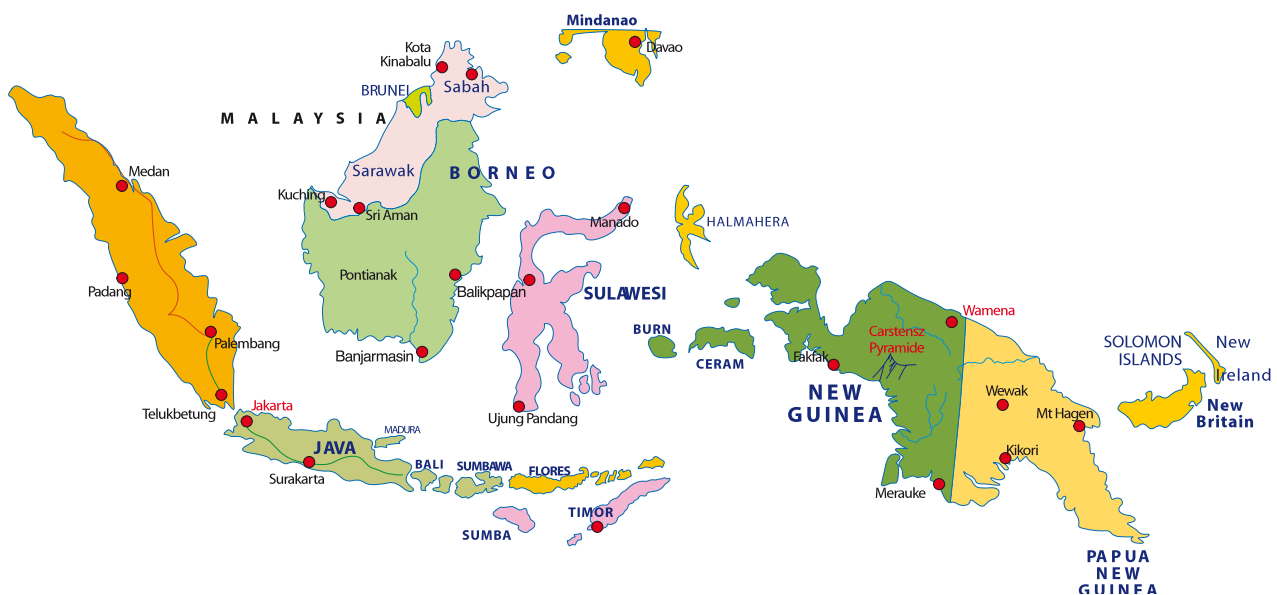 Mindanao
Davao
Kota
Kinabalu
Sabah
BRUNEI
MALAYSIA
Sarawak
BORNEO
Medan
Kuching
Sri Aman
Manado
HALMAHERA
Pontianak
Padang
Balikpapan
SULAWESI
Palembang
Banjarmasin
BURN
CERAM
Wamena
Carstensz
Pyramide
Fakfak
SOLOMON
ISLANDS
New
Ireland
NEW
GUINEA
Wewak
Mt Hagen
New
Britain
Telukbetung
Jakarta
Ujung Pandang
MADURA
JAVA
Surakarta
BALI
SUMBAWA
FLORES
Kikori
Merauke
TIMOR
SUMBA
PAPUA
NEW
GUINEA